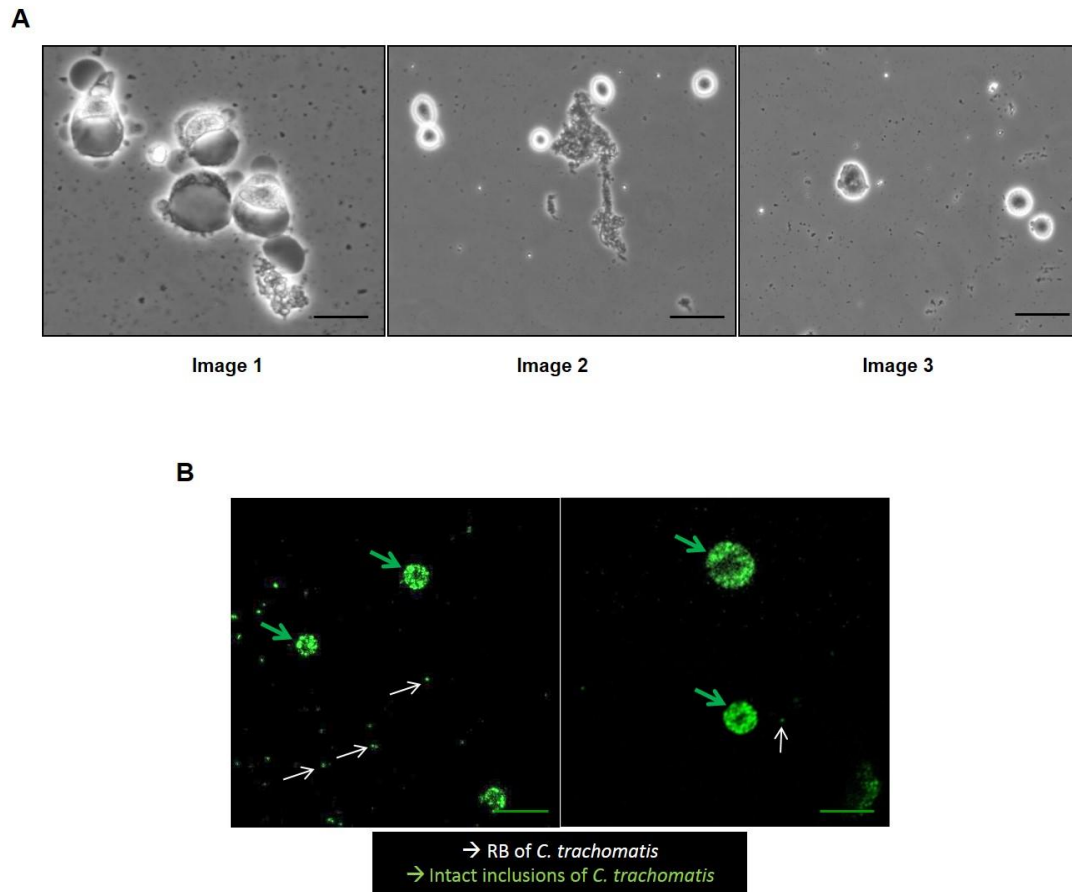 A
Image 1
Image 2
Image 3
B
→ RB of C. trachomatis
→ Intact inclusions of C. trachomatis